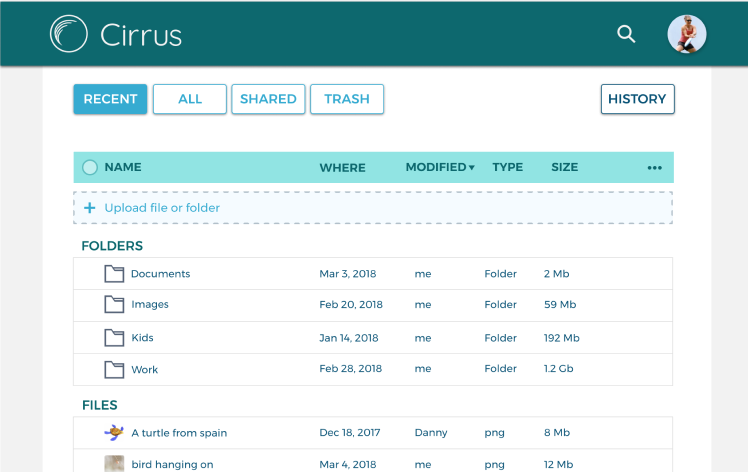 Cirrus
RECENT ALL SHARED TRASH HISTORY
NAME WHERE MODIFIED TYPE SIZE
Upload file or folder
FOLDERS
Documents Mar 3, 2018 me Folder 2 Mb
Images Feb 20, 2018 me Folder 59 Mb
Kids Jan 14, 2018 me Folder 192 Mb
Work Feb 28, 2018 me Folder 1.2 Gb
FILES
A turtle from spain Dec 18, 2017 Danny png 8 Mb
bird hanging on Mar 4, 2018 me png 12 Mb